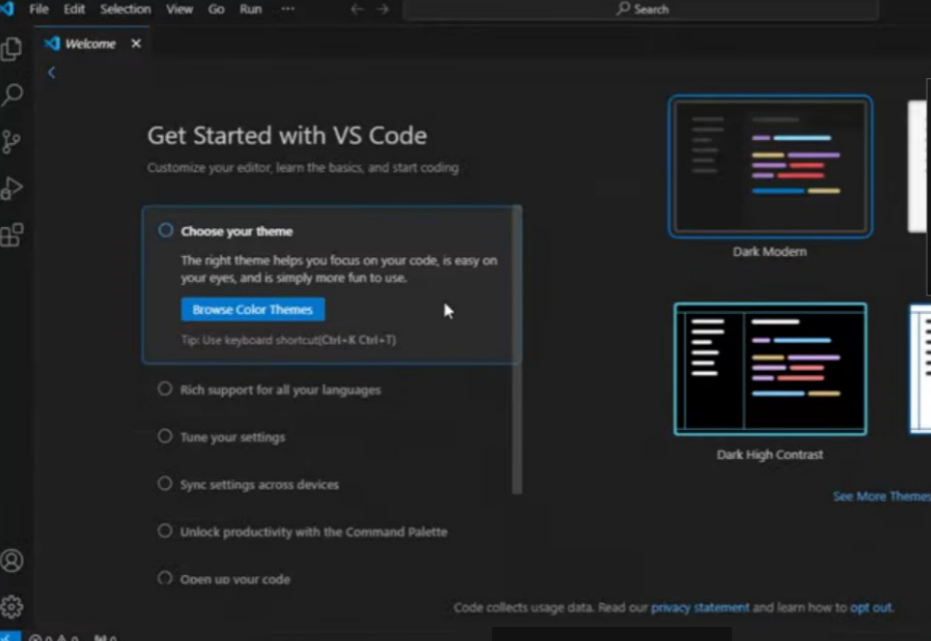 File Edit Selection View Go Run ... Search
Welcome
Get Started with VS Code
Customize your editor, learn the basics, and start coding
Choose your theme
The right theme helps you focus on your code, is easy on
your eyes, and is simply more fun to use.
Browse Color Themes
Tip: Use keyboard shortcut(Ctrl+K Ctrl+T)
Rich support for all your languages
Tune your settings
Sync settings across devices
Unlock productivity with the Command Palette
Open up your code
Dark Modern
Dark High Contrast
See More Themes
Code collects usage data. Read our privacy statement and learn how to opt out.
0 0 0